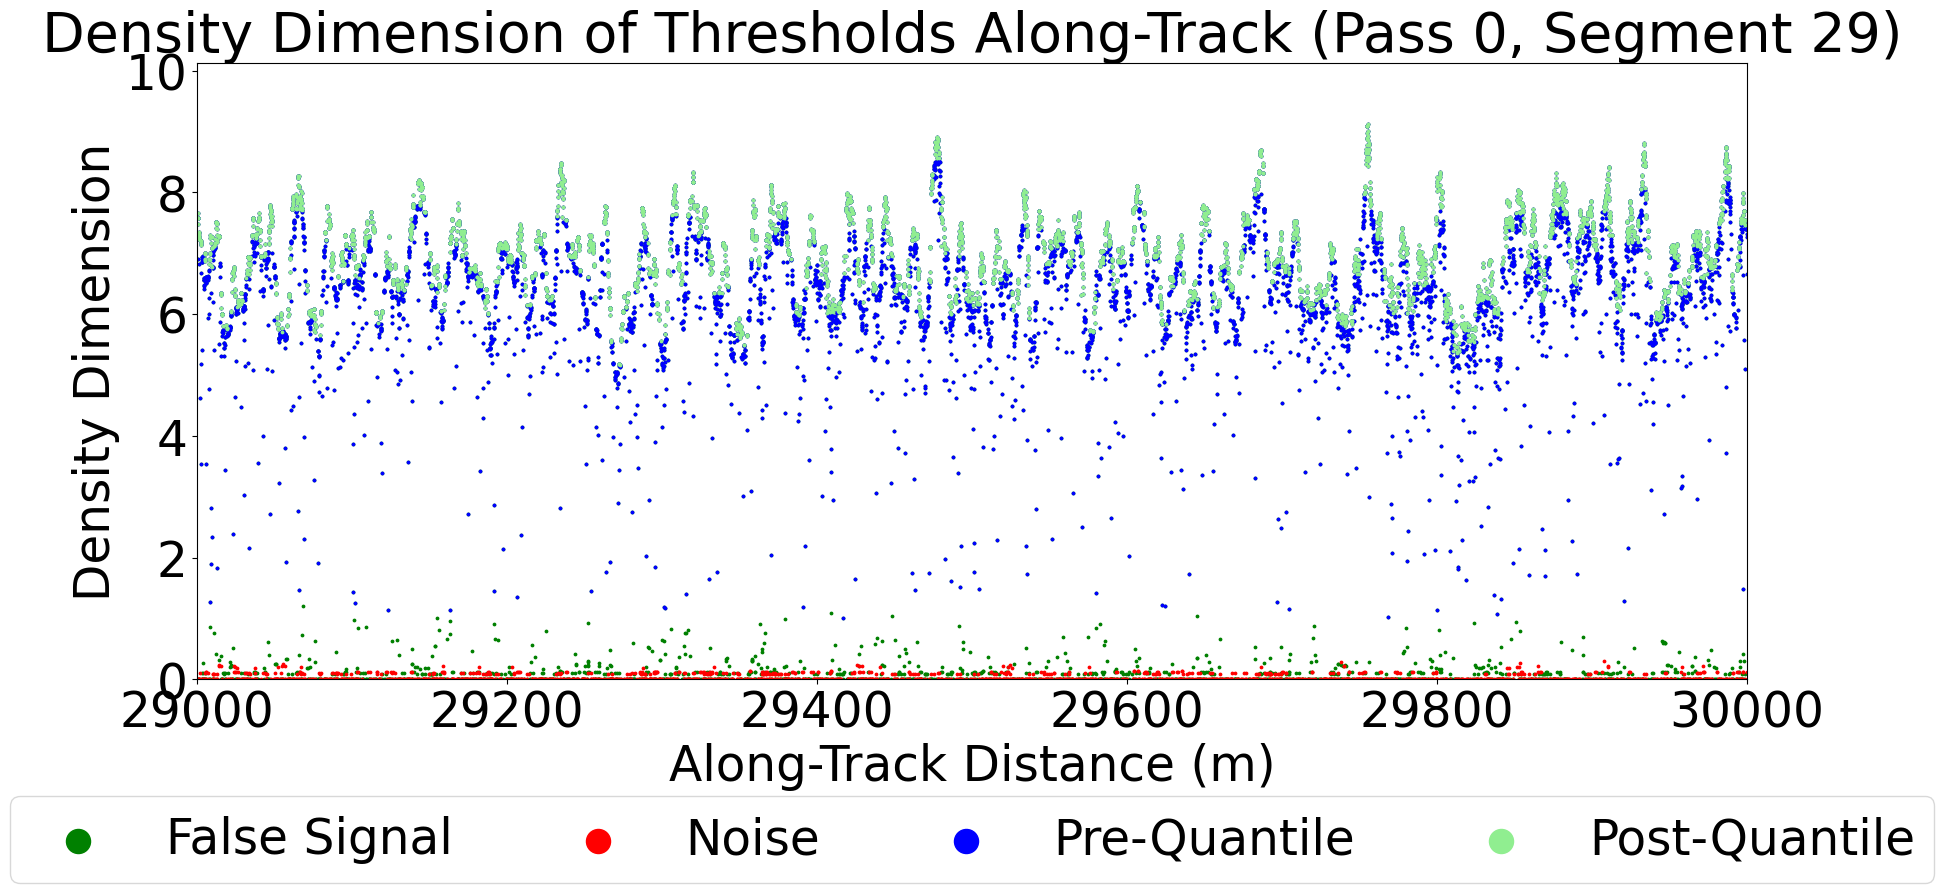 Density Dimension of Thresholds Along-Track (Pass 0, Segment 29)
10
8
6
4
2
0
Density Dimension
29000 29200 29400 29600 29800 30000
Along-Track Distance (m)
False Signal Noise Pre-Quantile Post-Quantile